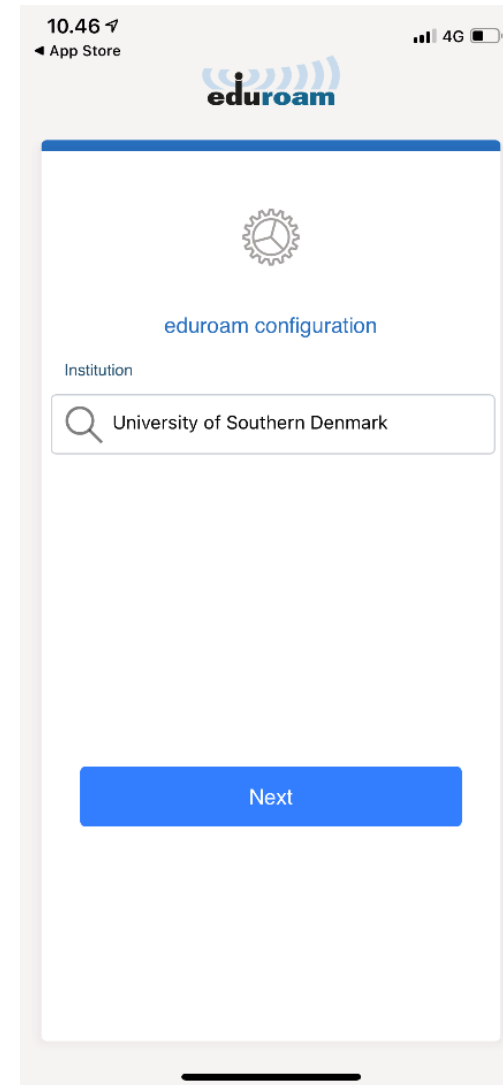 10.46
4G
◀ App Store
eduroam
eduroam configuration
Institution
University of Southern Denmark
Next